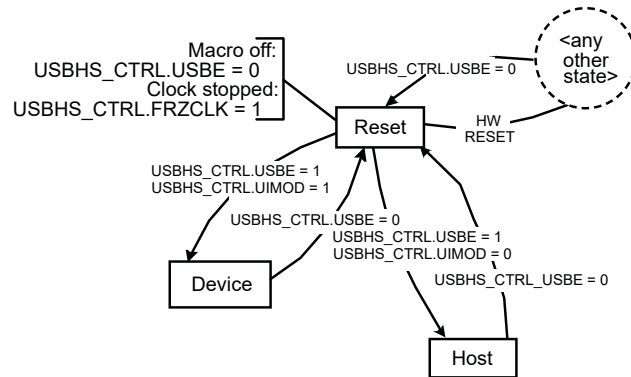 Macro off:
USBHS_CTRL.USBE = 0
Clock stopped:
USBHS_CTRL.FRZCLK = 1
<any
other
state>
USBHS_CTRL.USBE = 0
Reset
HW
RESET
USBHS_CTRL.USBE = 1
USBHS_CTRL.UIMOD = 1
USBHS_CTRL.USBE = 0
USBHS_CTRL.USBE = 1
USBHS_CTRL.UIMOD = 0
USBHS_CTRL_USBE = 0
Device
Host